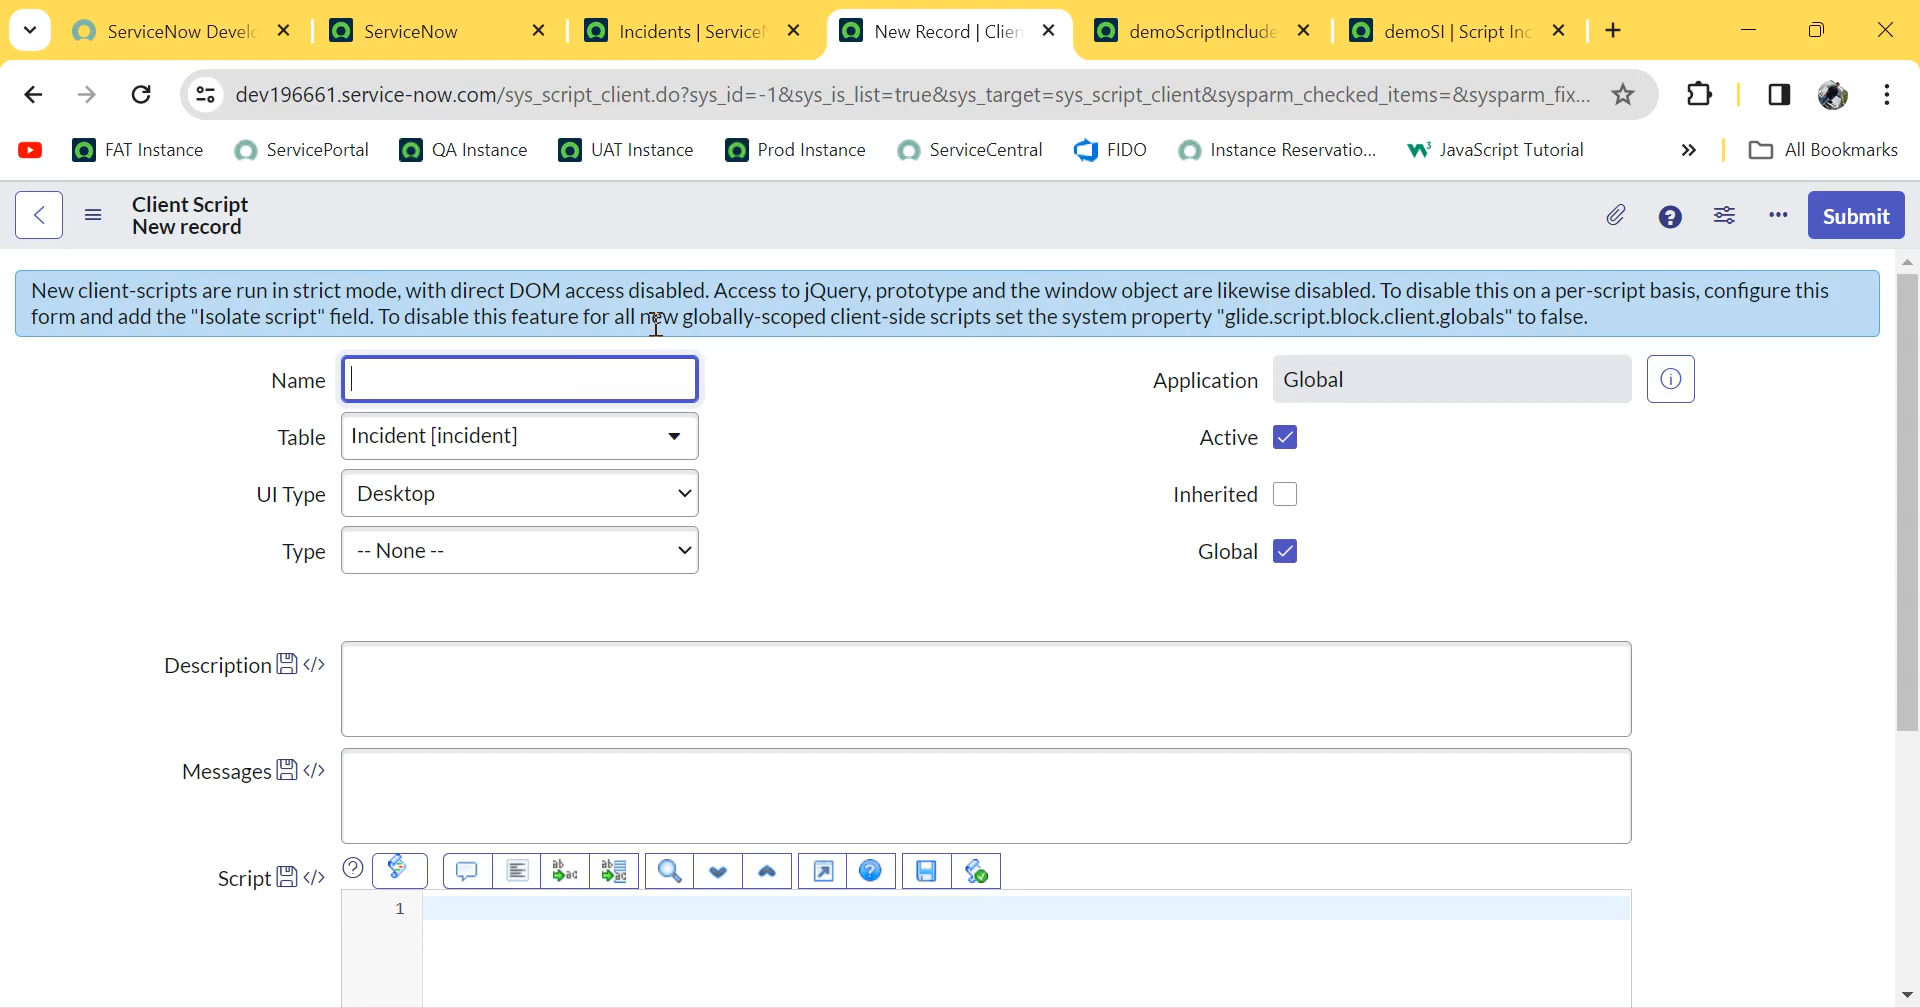 ServiceNow Develo
ServiceNow
Incidents | ServiceN
New Record | Clien
demoScriptInclude
demoSI | Script Inc
dev196661.service-now.com/sys_script_client.do?sys_id=-1&sys_is_list=true&sys_target=sys_script_client&sysparm_checked_items=&sysparm_fix...
FAT Instance
ServicePortal
QA Instance
UAT Instance
Prod Instance
ServiceCentral
FIDO
Instance Reservatio...
JavaScript Tutorial
All Bookmarks
Client Script
New record
Submit
New client-scripts are run in strict mode, with direct DOM access disabled. Access to jQuery, prototype and the window object are likewise disabled. To disable this on a per-script basis, configure this
form and add the "Isolate script" field. To disable this feature for all new globally-scoped client-side scripts set the system property "glide.script.block.client.globals" to false.
Name
Application Global
Table Incident [incident]
Active
UI Type Desktop
Inherited
Type -- None --
Global
Description
Messages
Script
1